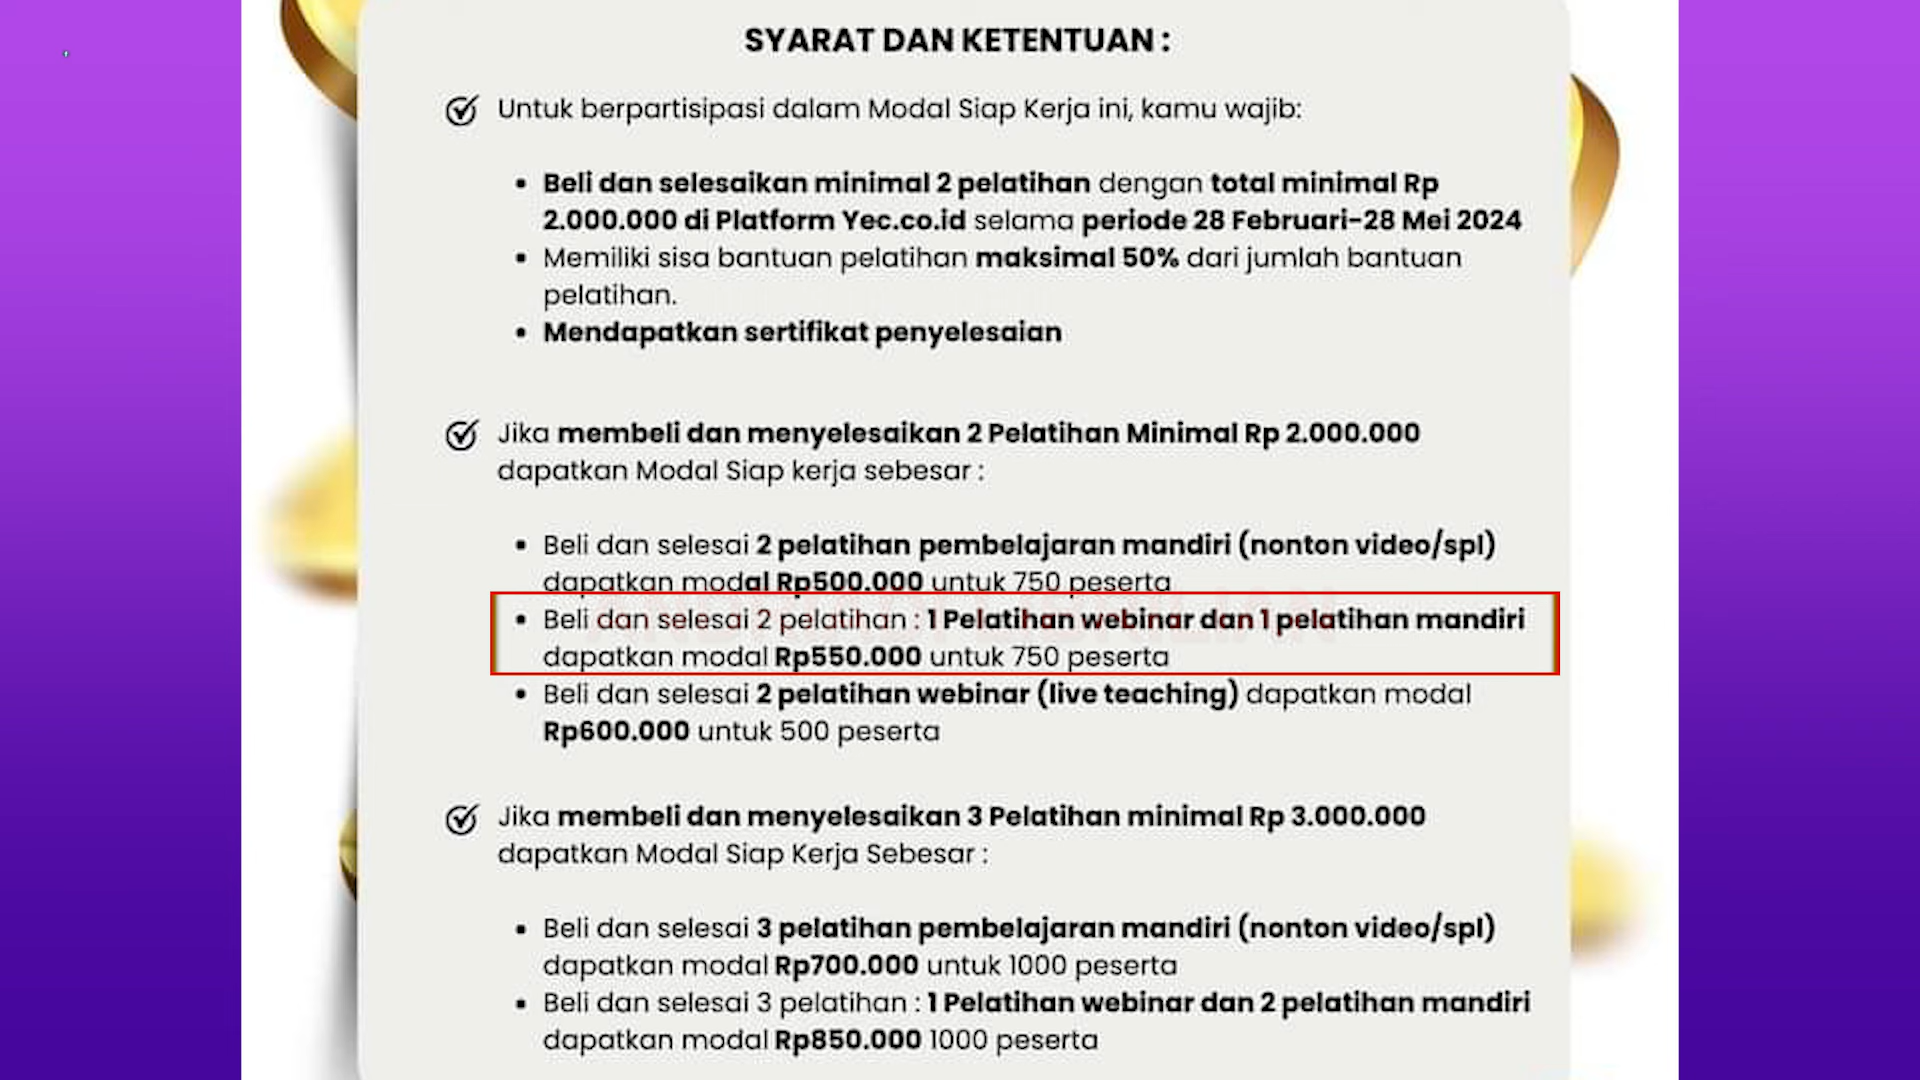 SYARAT DAN KETENTUAN :
Untuk berpartisipasi dalam Modal Siap Kerja ini, kamu wajib:
• Beli dan selesaikan minimal 2 pelatihan dengan total minimal Rp
2.000.000 di Platform Yec.co.id selama periode 28 Februari-28 Mei 2024
• Memiliki sisa bantuan pelatihan maksimal 50% dari jumlah bantuan
pelatihan.
• Mendapatkan sertifikat penyelesaian
Jika membeli dan menyelesaikan 2 Pelatihan Minimal Rp 2.000.000
dapatkan Modal Siap kerja sebesar :
• Beli dan selesai 2 pelatihan pembelajaran mandiri (nonton video/spl)
dapatkan modal Rp500.000 untuk 750 peserta
• Beli dan selesai 2 pelatihan : 1 Pelatihan webinar dan 1 pelatihan mandiri
dapatkan modal Rp550.000 untuk 750 peserta
• Beli dan selesai 2 pelatihan webinar (live teaching) dapatkan modal
Rp600.000 untuk 500 peserta
Jika membeli dan menyelesaikan 3 Pelatihan minimal Rp 3.000.000
dapatkan Modal Siap Kerja Sebesar :
• Beli dan selesai 3 pelatihan pembelajaran mandiri (nonton video/spl)
dapatkan modal Rp700.000 untuk 1000 peserta
• Beli dan selesai 3 pelatihan : 1 Pelatihan webinar dan 2 pelatihan mandiri
dapatkan modal Rp850.000 1000 peserta